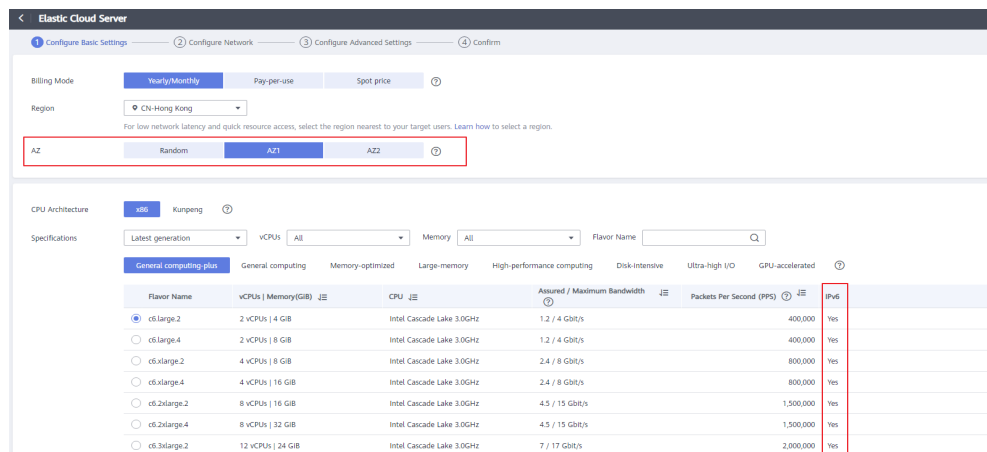 Elastic Cloud Server
1 Configure Basic Settings 2 Configure Network 3 Configure Advanced Settings 4 Confirm
Billing Mode Yearly/Monthly Pay-per-use Spot price ?
Region CN-Hong Kong
For low network latency and quick resource access, select the region nearest to your target users. Learn how to select a region.
AZ Random AZ1 AZ2 ?
CPU Architecture x86 Kunpeng ?
Specifications Latest generation vCPUs All Memory All Flavor Name
General computing-plus General computing Memory-optimized Large-memory High-performance computing Disk-intensive Ultra-high I/O GPU-accelerated ?
Flavor Name vCPUs | Memory(GiB) CPU Assured / Maximum Bandwidth ? Packets Per Second (PPS) ? IPv6
c6.large.2 2 vCPUs | 4 GiB Intel Cascade Lake 3.0GHz 1.2 / 4 Gbit/s 400,000 Yes
c6.large.4 2 vCPUs | 8 GiB Intel Cascade Lake 3.0GHz 1.2 / 4 Gbit/s 400,000 Yes
c6.xlarge.2 4 vCPUs | 8 GiB Intel Cascade Lake 3.0GHz 2.4 / 8 Gbit/s 800,000 Yes
c6.xlarge.4 4 vCPUs | 16 GiB Intel Cascade Lake 3.0GHz 2.4 / 8 Gbit/s 800,000 Yes
c6.2xlarge.2 8 vCPUs | 16 GiB Intel Cascade Lake 3.0GHz 4.5 / 15 Gbit/s 1,500,000 Yes
c6.2xlarge.4 8 vCPUs | 32 GiB Intel Cascade Lake 3.0GHz 4.5 / 15 Gbit/s 1,500,000 Yes
c6.3xlarge.2 12 vCPUs | 24 GiB Intel Cascade Lake 3.0GHz 7 / 17 Gbit/s 2,000,000 Yes